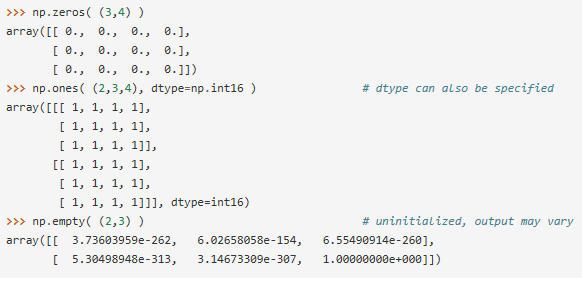 >>> np.zeros( (3,4) )
array([[ 0.,  0.,  0.,  0.],
       [ 0.,  0.,  0.,  0.],
       [ 0.,  0.,  0.,  0.]])
>>> np.ones( (2,3,4), dtype=np.int16 )                # dtype can also be specified
array([[[ 1, 1, 1, 1],
        [ 1, 1, 1, 1],
        [ 1, 1, 1, 1]],
       [[ 1, 1, 1, 1],
        [ 1, 1, 1, 1],
        [ 1, 1, 1, 1]]], dtype=int16)
>>> np.empty( (2,3) )                                 # uninitialized, output may vary
array([[  3.73603959e-262,   6.02658058e-154,   6.55490914e-260],
       [  5.30498948e-313,   3.14673309e-307,   1.00000000e+000]])